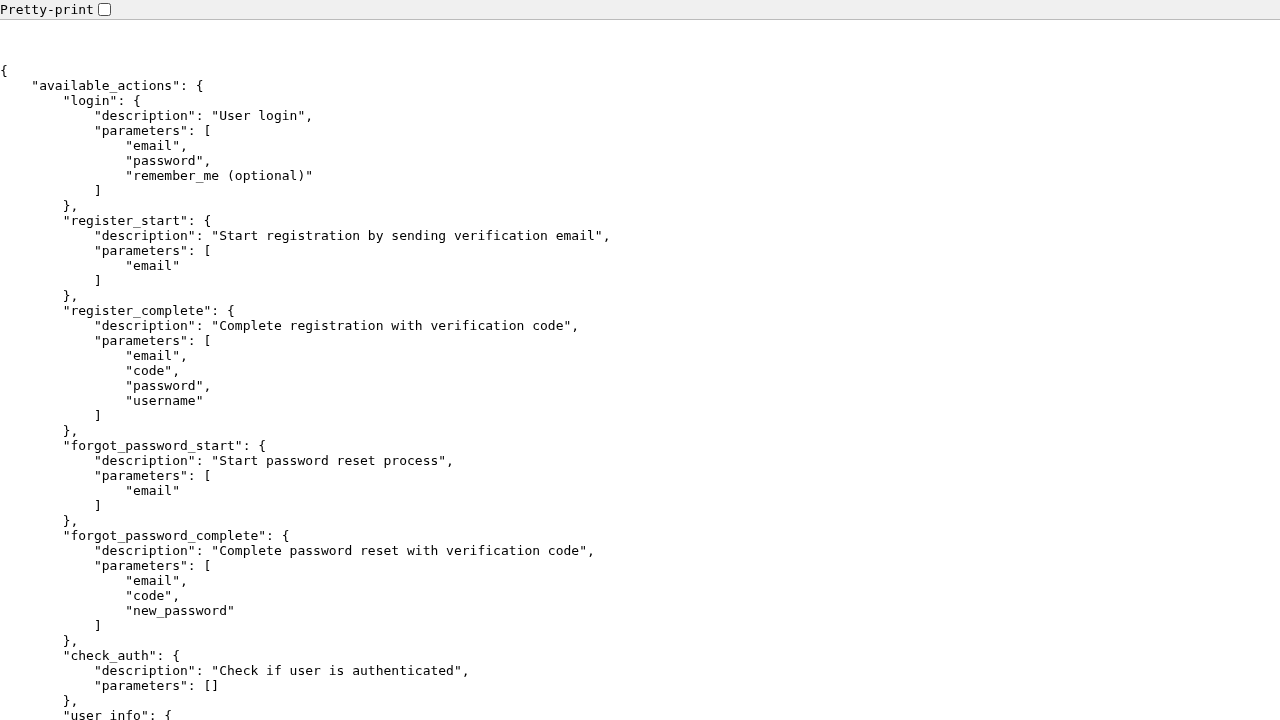 Pretty-print
{
    "available_actions": {
        "login": {
            "description": "User login",
            "parameters": [
                "email",
                "password",
                "remember_me (optional)"
            ]
        },
        "register_start": {
            "description": "Start registration by sending verification email",
            "parameters": [
                "email"
            ]
        },
        "register_complete": {
            "description": "Complete registration with verification code",
            "parameters": [
                "email",
                "code",
                "password",
                "username"
            ]
        },
        "forgot_password_start": {
            "description": "Start password reset process",
            "parameters": [
                "email"
            ]
        },
        "forgot_password_complete": {
            "description": "Complete password reset with verification code",
            "parameters": [
                "email",
                "code",
                "new_password"
            ]
        },
        "check_auth": {
            "description": "Check if user is authenticated",
            "parameters": []
        },
        "user_info": {